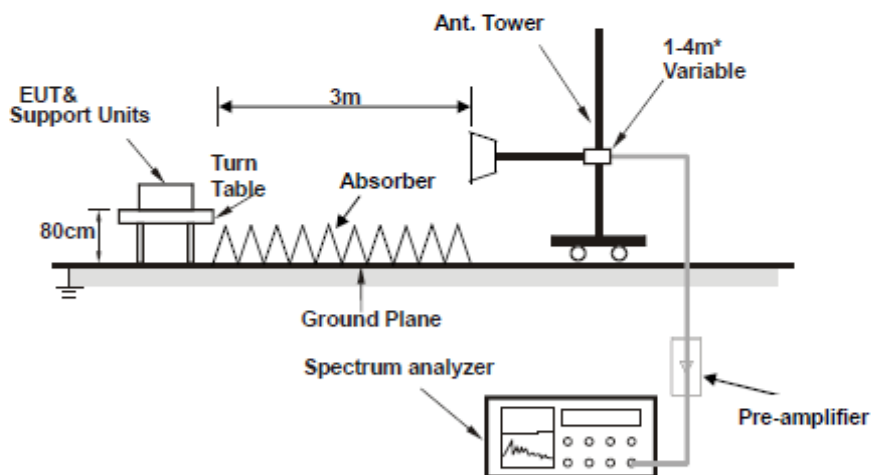 Ant. Tower
1-4m*
Variable
3m
EUT&
Support Units
Turn
Table
Absorber
80cm
Ground Plane
Spectrum analyzer
Pre-amplifier